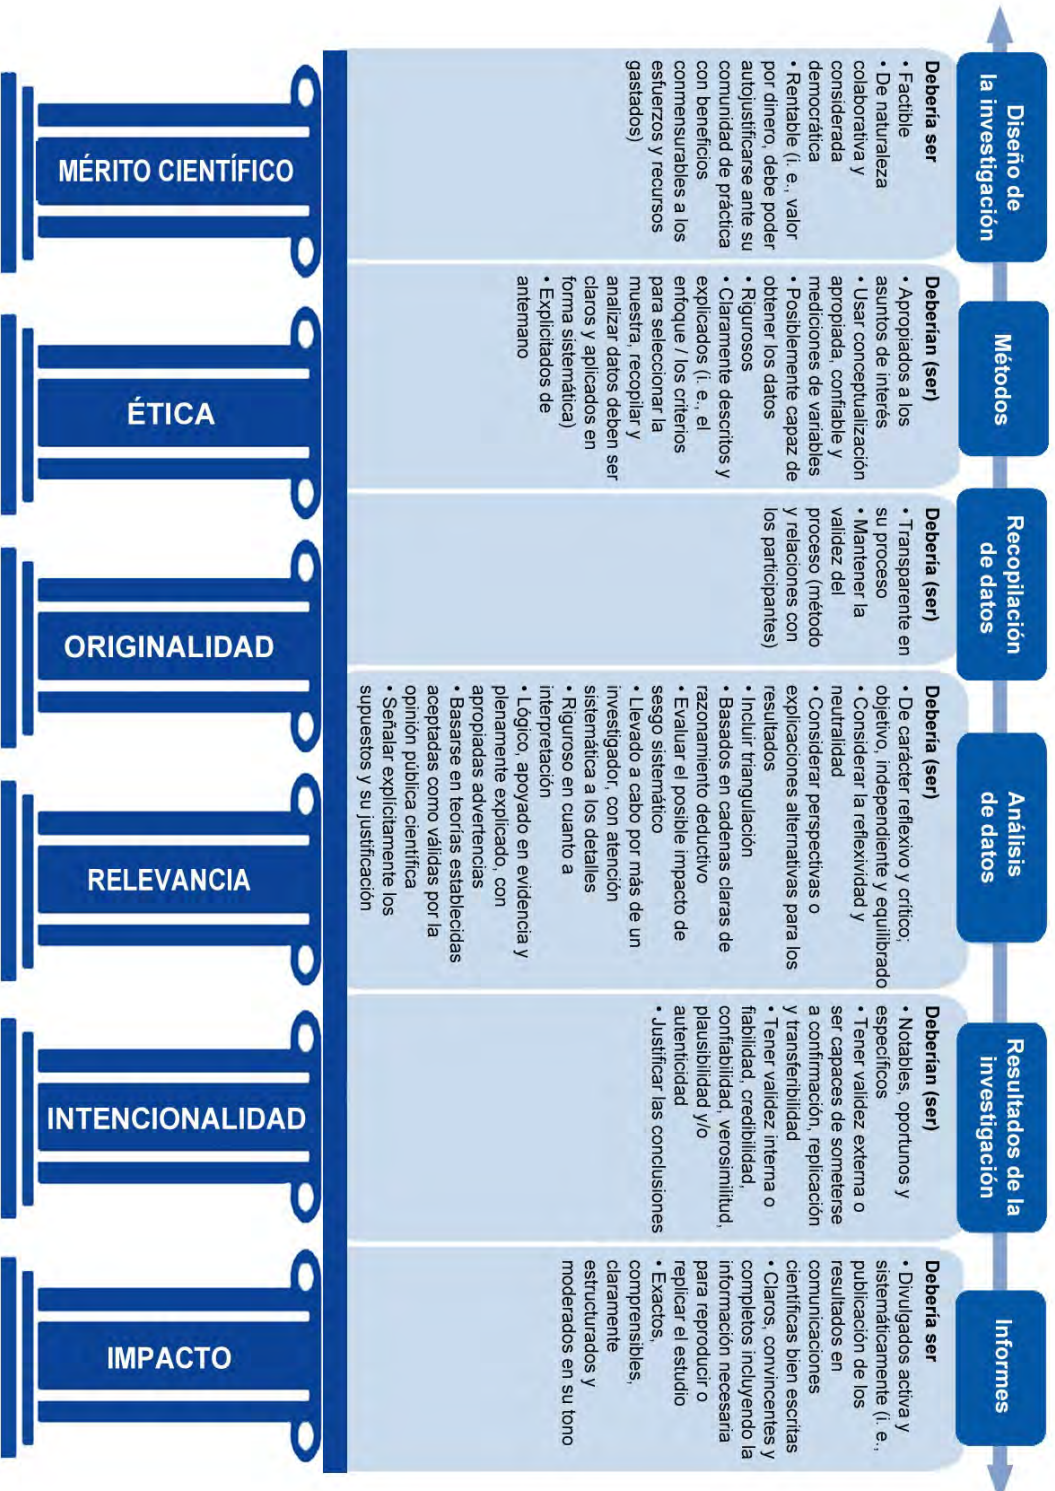 Diseño de
la investigación
Debería ser
• Factible
• De naturaleza
colaborativa y
considerada
democrática
• Rentable (i. e., valor
por dinero, debe poder
autojustificarse ante su
comunidad de práctica
con beneficios
conmensurables a los
esfuerzos y recursos
gastados)
Métodos
Deberían (ser)
• Apropiados a los
asuntos de interés
• Usar conceptualización
apropiada, confiable y
mediciones de variables
• Posiblemente capaz de
obtener los datos
• Rigurosos
• Claramente descritos y
explicados (i. e., el
enfoque / los criterios
para seleccionar la
muestra, recopilar y
analizar datos deben ser
claros y aplicados en
forma sistemática)
• Explicitados de
antemano
Recopilación
de datos
Debería (ser)
• Transparente en
su proceso
• Mantener la
validez del
proceso (método
y relaciones con
los participantes)
Análisis
de datos
Debería (ser)
• De carácter reflexivo y crítico;
objetivo, independiente y equilibrado
• Considerar la reflexividad y
neutralidad
• Considerar perspectivas o
explicaciones alternativas para los
resultados
• Incluir triangulación
• Basados en cadenas claras de
razonamiento deductivo
• Evaluar el posible impacto de
sesgo sistemático
• Llevado a cabo por más de un
investigador, con atención
sistemática a los detalles
• Riguroso en cuanto a
interpretación
• Lógico, apoyado en evidencia y
plenamente explicado, con
apropiadas advertencias
• Basarse en teorías establecidas
aceptadas como válidas por la
opinión pública científica
• Señalar explícitamente los
supuestos y su justificación
Resultados de la
investigación
Deberían (ser)
• Notables, oportunos y
específicos
• Tener validez externa o
ser capaces de someterse
a confirmación, replicación
y transferibilidad
• Tener validez interna o
fiabilidad, credibilidad,
confiabilidad, verosimilitud,
plausibilidad y/o
autenticidad
• Justificar las conclusiones
Informes
Debería ser
• Divulgados activa y
sistemáticamente (i. e.,
publicación de los
resultados en
comunicaciones
científicas bien escritas
• Claros, convincentes y
completos incluyendo la
información necesaria
para reproducir o
replicar el estudio
• Exactos,
comprensibles,
claramente
estructurados y
moderados en su tono
MÉRITO CIENTÍFICO
ÉTICA
ORIGINALIDAD
RELEVANCIA
INTENCIONALIDAD
IMPACTO